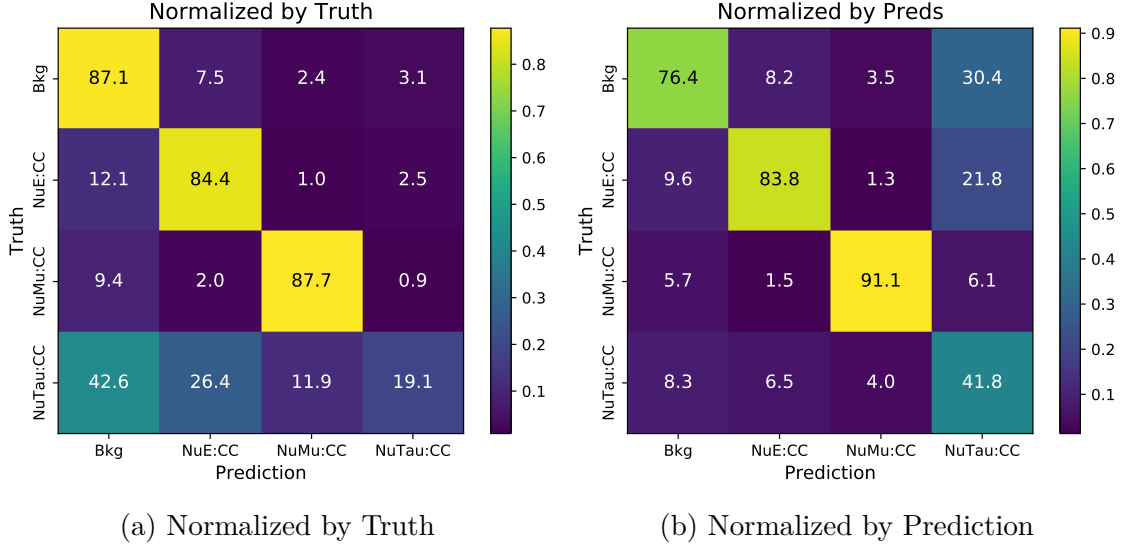 Normalized by Truth
Truth
Bkg
NuE:CC
NuMu:CC
NuTau:CC
87.1 7.5 2.4 3.1
12.1 84.4 1.0 2.5
9.4 2.0 87.7 0.9
42.6 26.4 11.9 19.1
Bkg NuE:CC NuMu:CC NuTau:CC
Prediction
0.8
0.7
0.6
0.5
0.4
0.3
0.2
0.1
(a) Normalized by Truth
Normalized by Preds
Truth
Bkg
NuE:CC
NuMu:CC
NuTau:CC
76.4 8.2 3.5 30.4
9.6 83.8 1.3 21.8
5.7 1.5 91.1 6.1
8.3 6.5 4.0 41.8
Bkg NuE:CC NuMu:CC NuTau:CC
Prediction
0.9
0.8
0.7
0.6
0.5
0.4
0.3
0.2
0.1
(b) Normalized by Prediction